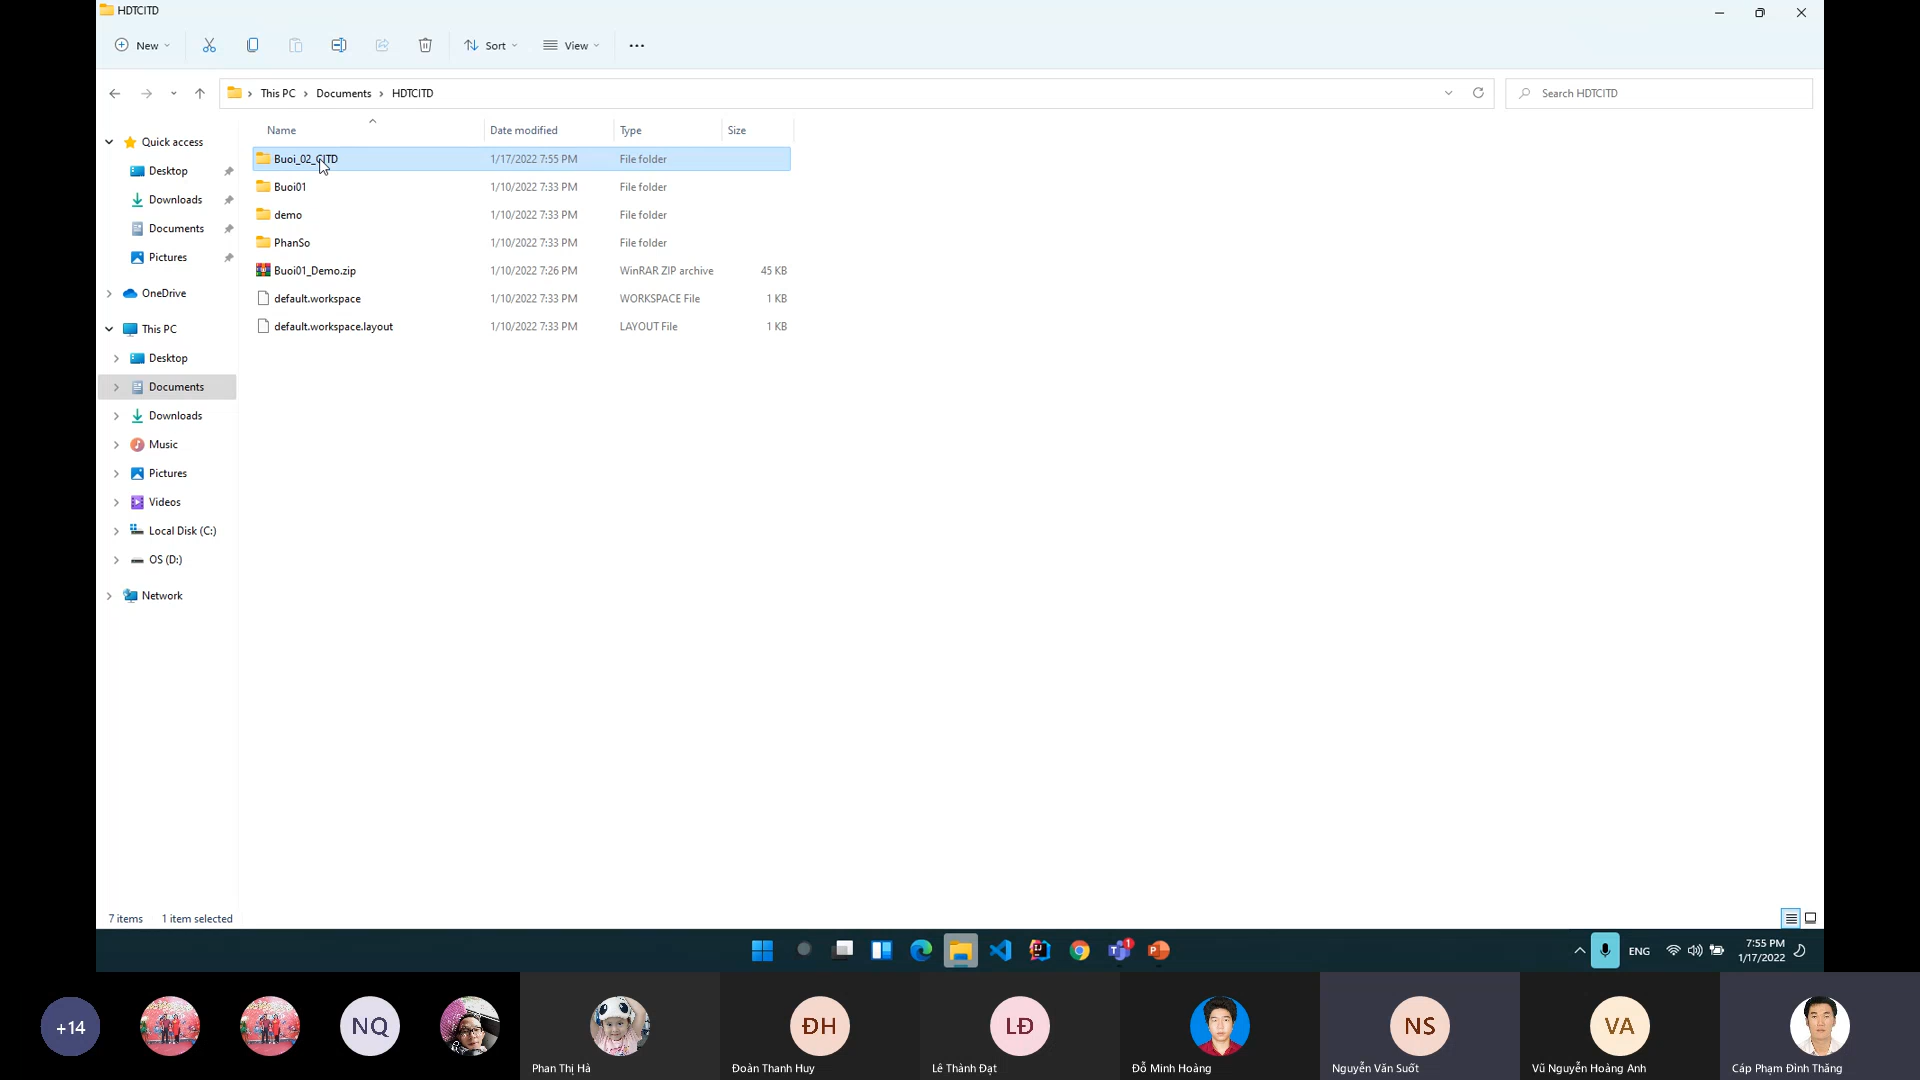 HDTCITD
New
Sort
View
This PC
Documents
HDTCITD
Search HDTCITD
Name
Date modified
Type
Size
Quick access
Desktop
Downloads
Documents
Pictures
OneDrive
This PC
Desktop
Documents
Downloads
Music
Pictures
Videos
Local Disk (C:)
OS (D:)
Network
Buoi_02_CITD 1/17/2022 7:55 PM File folder
Buoi01 1/10/2022 7:33 PM File folder
demo 1/10/2022 7:33 PM File folder
PhanSo 1/10/2022 7:33 PM File folder
Buoi01_Demo.zip 1/10/2022 7:26 PM WinRAR ZIP archive 45 KB
default.workspace 1/10/2022 7:33 PM WORKSPACE File 1 KB
default.workspace.layout 1/10/2022 7:33 PM LAYOUT File 1 KB
7 items 1 item selected
1
ENG
7:55 PM
1/17/2022
+14
NQ
Phan Thị Hà
ĐH
Đoàn Thanh Huy
LĐ
Lê Thành Đạt
Đỗ Minh Hoàng
NS
Nguyễn Văn Suốt
VA
Vũ Nguyễn Hoàng Anh
Cáp Phạm Đình Thăng